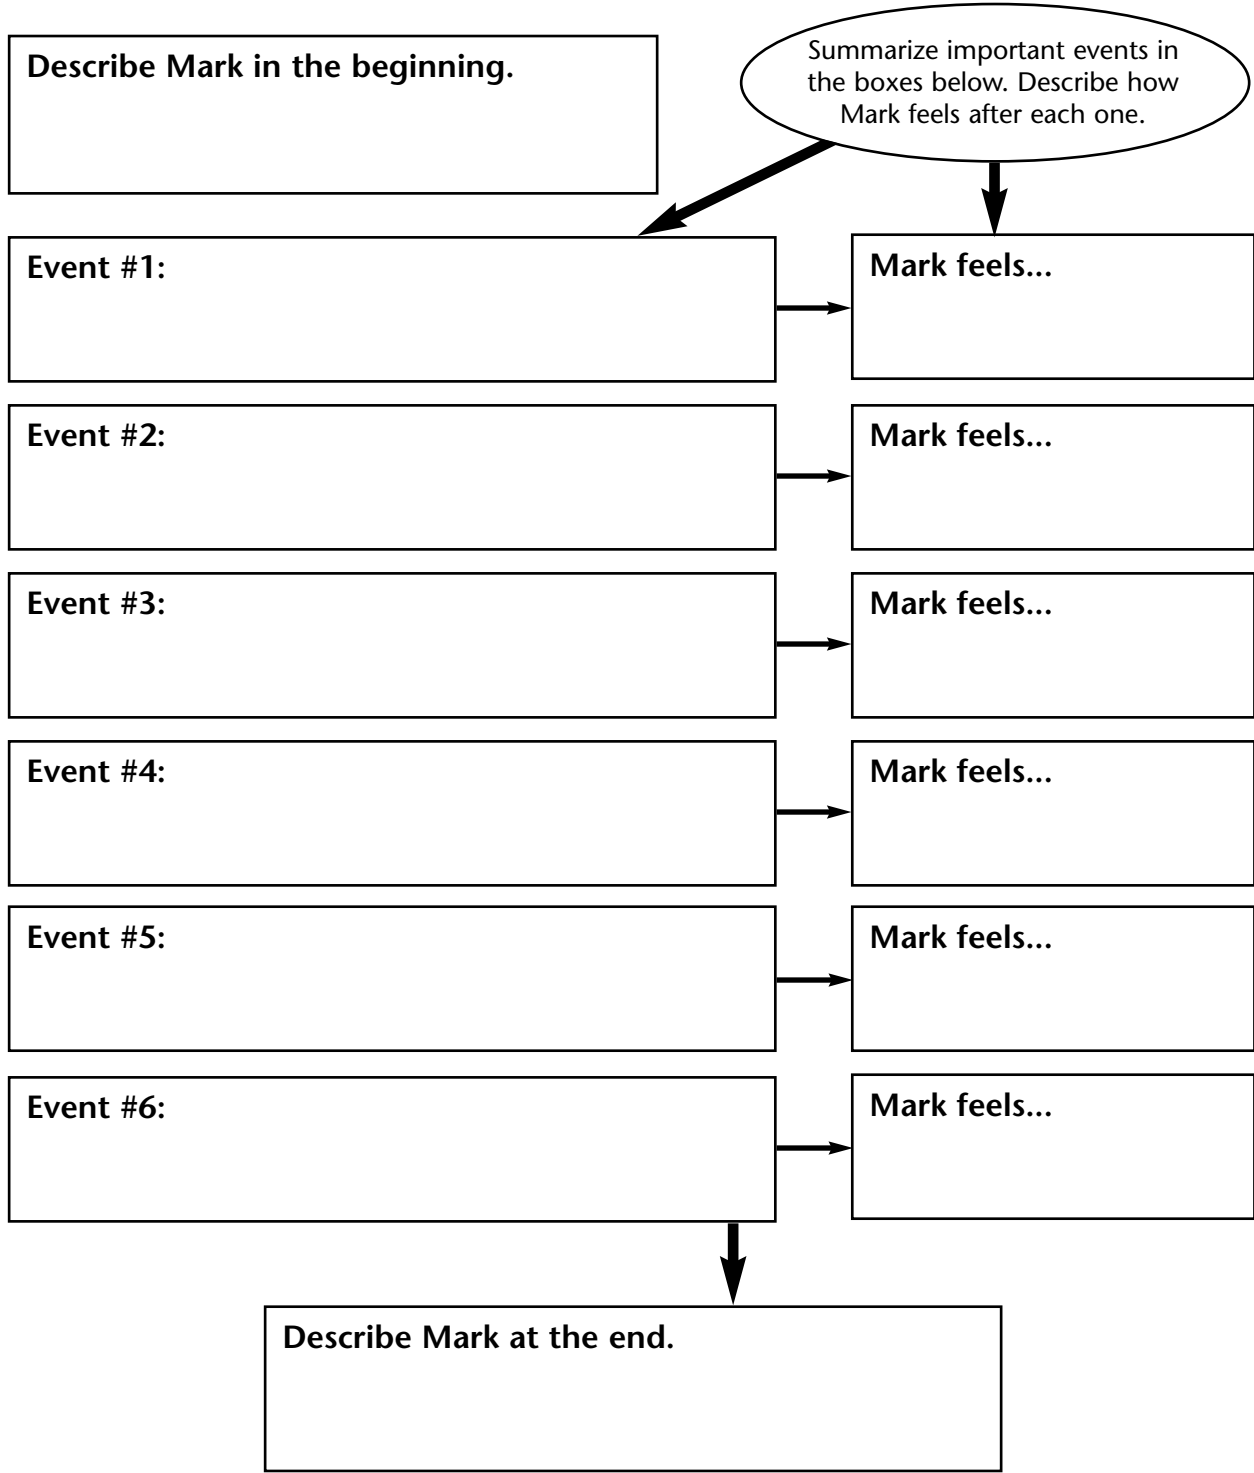 Describe Mark in the beginning.
Summarize important events in
the boxes below. Describe how
Mark feels after each one.
Event #1:
Mark feels...
Event #2:
Mark feels...
Event #3:
Mark feels...
Event #4:
Mark feels...
Event #5:
Mark feels...
Event #6:
Mark feels...
Describe Mark at the end.